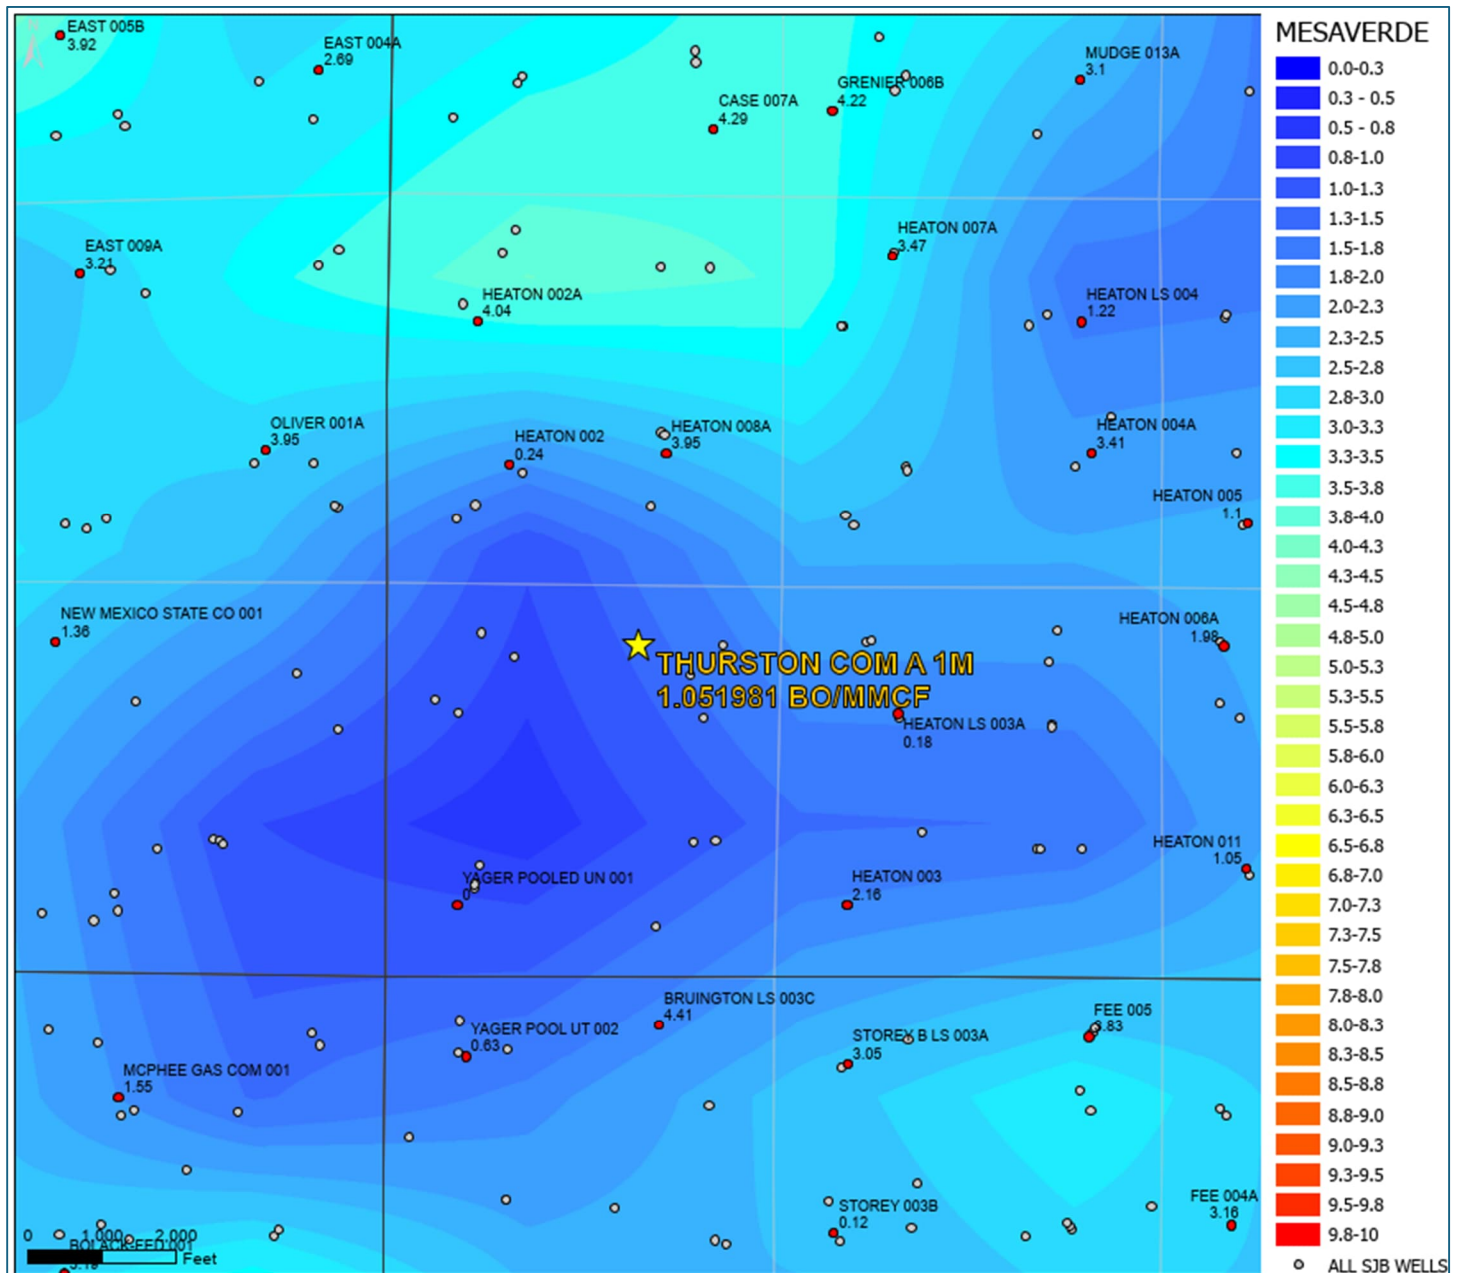 EAST 005B
3.92
EAST 004A
2.69
CASE 007A
4.29
GRENIER 006B
4.22
MUDGE 013A
3.1
EAST 009A
3.21
HEATON 002A
4.04
HEATON 007A
3.47
HEATON LS 004
1.22
OLIVER 001A
3.95
HEATON 002
0.24
HEATON 008A
3.95
HEATON 004A
3.41
HEATON 005
1.1
NEW MEXICO STATE CO 001
1.36
THURSTON COM A 1M
1.051981 BO/MMCF
HEATON 006A
1.98
HEATON LS 003A
0.18
YAGER POOLED UN 001
0
HEATON 003
2.16
HEATON 011
1.05
BRUINGTON LS 003C
4.41
YAGER POOL UT 002
0.63
STOREY B LS 003A
3.05
FEE 005
3.83
MCPHEE GAS COM 001
1.55
STOREY 003B
0.12
FEE 004A
3.16
BOLACK FED 001
0 1,000 2,000
Feet
MESAVERDE
0.0-0.3
0.3 - 0.5
0.5 - 0.8
0.8-1.0
1.0-1.3
1.3-1.5
1.5-1.8
1.8-2.0
2.0-2.3
2.3-2.5
2.5-2.8
2.8-3.0
3.0-3.3
3.3-3.5
3.5-3.8
3.8-4.0
4.0-4.3
4.3-4.5
4.5-4.8
4.8-5.0
5.0-5.3
5.3-5.5
5.5-5.8
5.8-6.0
6.0-6.3
6.3-6.5
6.5-6.8
6.8-7.0
7.0-7.3
7.3-7.5
7.5-7.8
7.8-8.0
8.0-8.3
8.3-8.5
8.5-8.8
8.8-9.0
9.0-9.3
9.3-9.5
9.5-9.8
9.8-10
ALL SJB WELLS